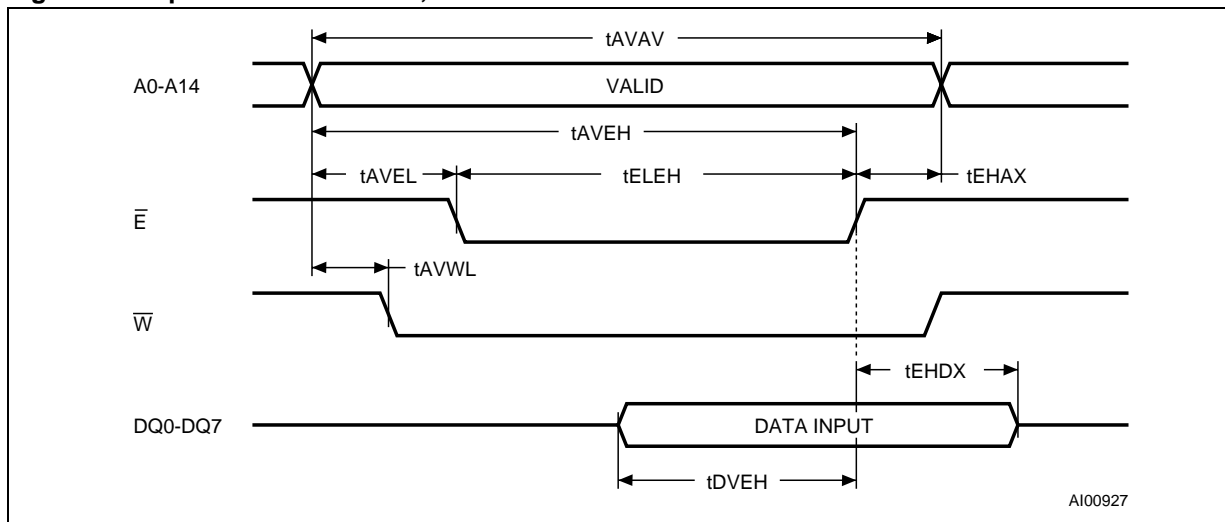 tAVAV
A0-A14
VALID
tAVEH
tAVEL
tELEH
tEHAX
E̅
tAVWL
W̅
tEHDX
DQ0-DQ7
DATA INPUT
tDVEH
AI00927